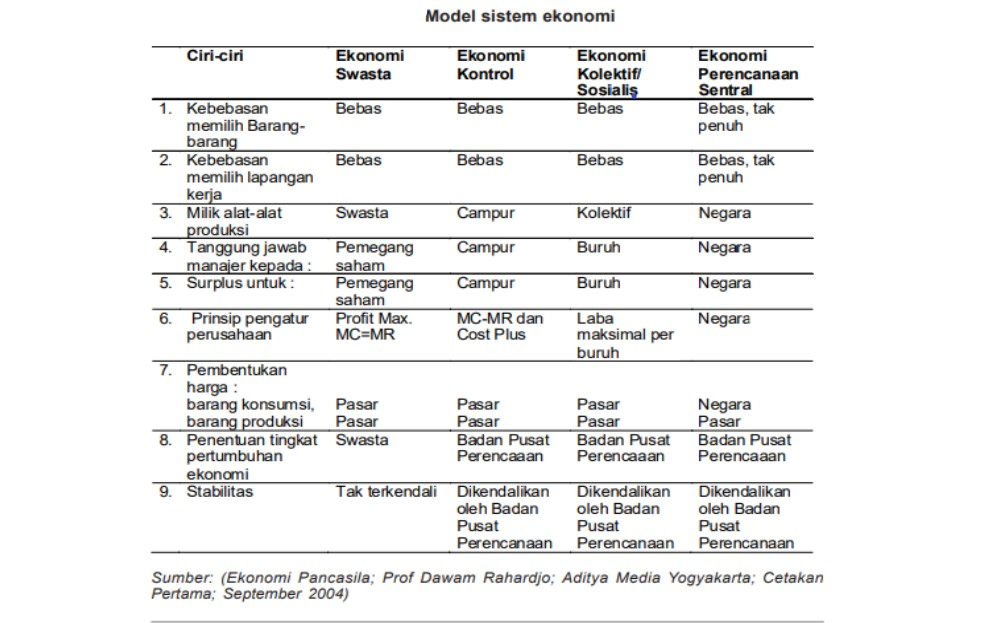 Model sistem ekonomi
Ciri-ciri Ekonomi Swasta Ekonomi Kontrol Ekonomi Kolektif/ Sosialis Ekonomi Perencanaan Sentral
1. Kebebasan memilih Barang-barang Bebas Bebas Bebas Bebas, tak penuh
2. Kebebasan memilih lapangan kerja Bebas Bebas Bebas Bebas, tak penuh
3. Milik alat-alat produksi Swasta Campur Kolektif Negara
4. Tanggung jawab manajer kepada : Pemegang saham Campur Buruh Negara
5. Surplus untuk : Pemegang saham Campur Buruh Negara
6. Prinsip pengatur perusahaan Profit Max. MC=MR MC-MR dan Cost Plus Laba maksimal per buruh Negara
7. Pembentukan harga :
barang konsumsi, Pasar Pasar Pasar Negara
barang produksi Pasar Pasar Pasar Pasar
8. Penentuan tingkat pertumbuhan ekonomi Swasta Badan Pusat Perencaaan Badan Pusat Perencaaan Badan Pusat Perencaaan
9. Stabilitas Tak terkendali Dikendalikan oleh Badan Pusat Perencanaan Dikendalikan oleh Badan Pusat Perencanaan Dikendalikan oleh Badan Pusat Perencanaan
Sumber: (Ekonomi Pancasila; Prof Dawam Rahardjo; Aditya Media Yogyakarta; Cetakan
Pertama; September 2004)